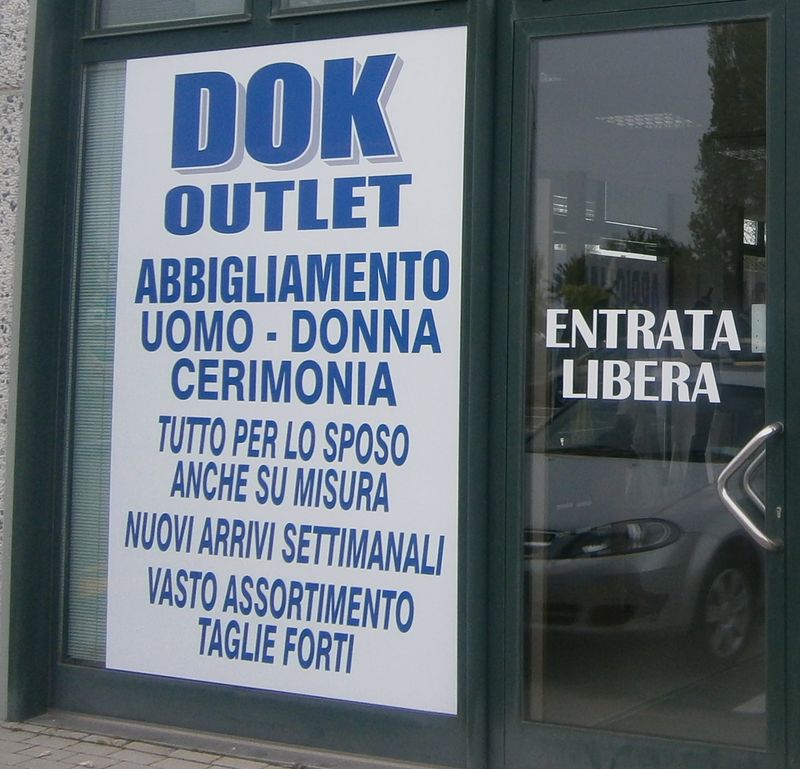 DOK
OUTLET
ABBIGLIAMENTO
UOMO - DONNA
CERIMONIA
TUTTO PER LO SPOSO
ANCHE SU MISURA
NUOVI ARRIVI SETTIMANALI
VASTO ASSORTIMENTO
TAGLIE FORTI
ENTRATA
LIBERA